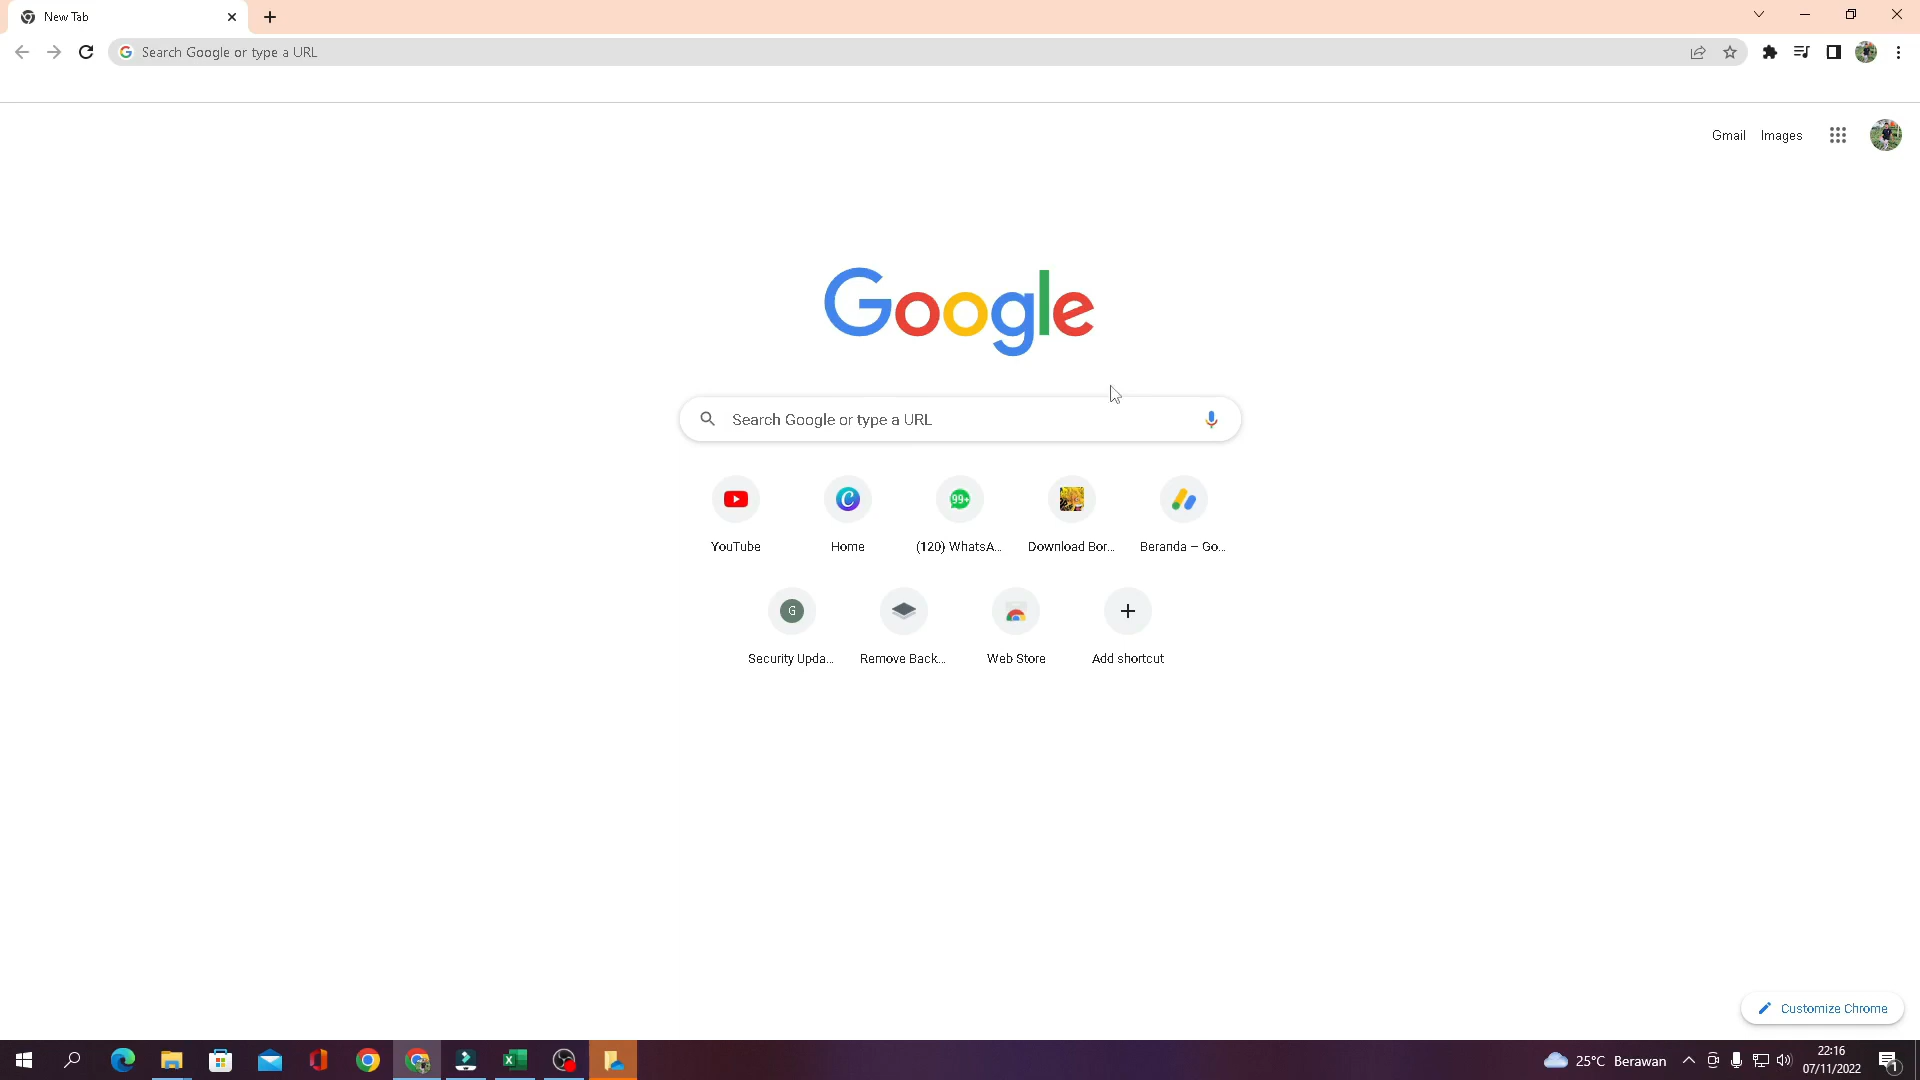 New Tab
Search Google or type a URL
Gmail Images
Google
Search Google or type a URL
99+
YouTube Home (120) WhatsA... Download Bor... Beranda – Go...
G
Security Upda... Remove Back... Web Store Add shortcut
Customize Chrome
25°C Berawan
22:16
07/11/2022
1